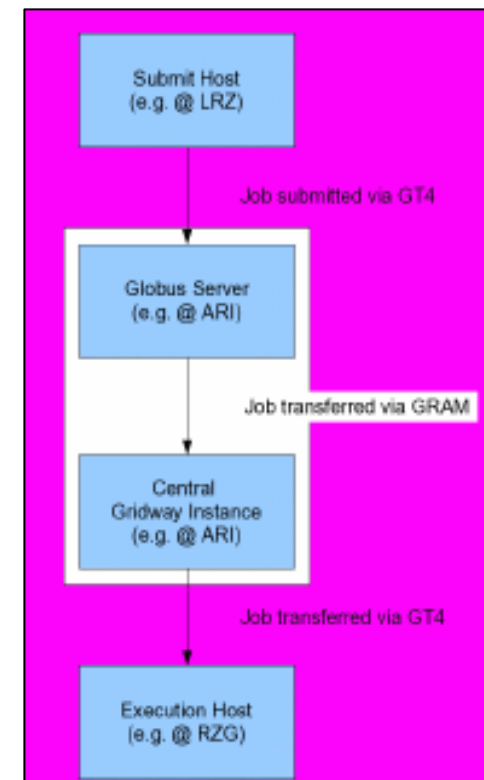 Submit Host
(e.g. @ LRZ)
Job submitted via GT4
Globus Server
(e.g. @ ARI)
Job transferred via GRAM
Central
Gridway Instance
(e.g. @ ARI)
Job transferred via GT4
Execution Host
(e.g. @ RZG)